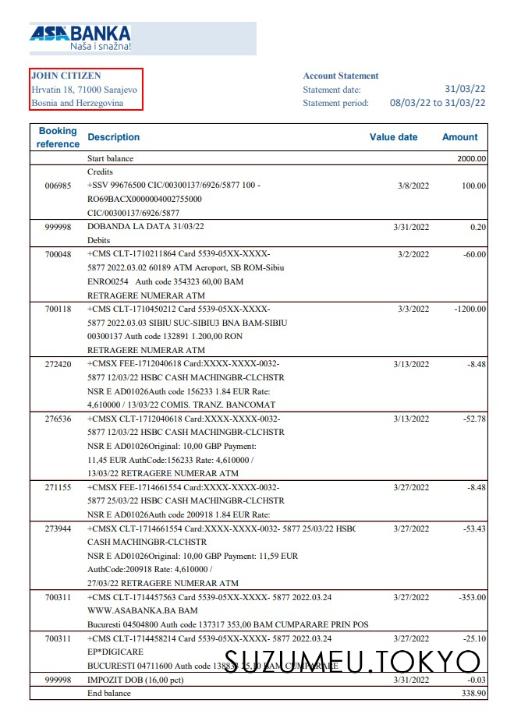 ASA BANKA
Naša i snažna!
JOHN CITIZEN
Hrvatin 18, 71000 Sarajevo
Bosnia and Herzegovina
Account Statement
Statement date: 31/03/22
Statement period: 08/03/22 to 31/03/22
Booking reference Description Value date Amount
Start balance 2000.00
Credits
006985 +SSV 99676500 CIC/00300137/6926/5877 100 - 3/8/2022 100.00
RO69BACX0000004002755000
CIC/00300137/6926/5877
999998 DOBANDA LA DATA 31/03/22 3/31/2022 0.20
Debits
700048 +CMS CLT-1710211864 Card 5539-05XX-XXXX- 3/2/2022 -60.00
5877 2022.03.02 60189 ATM Aeroport, SB ROM-Sibiu
ENRO0254 Auth code 354323 60,00 BAM
RETRAGERE NUMERAR ATM
700118 +CMS CLT-1710450212 Card 5539-05XX-XXXX- 3/3/2022 -1200.00
5877 2022.03.03 SIBIU SUC-SIBIU3 BNA BAM-SIBIU
00300137 Auth code 132891 1.200,00 RON
RETRAGERE NUMERAR ATM
272420 +CMSX FEE-1712040618 Card:XXXX-XXXX-0032- 3/13/2022 -8.48
5877 12/03/22 HSBC CASH MACHINGBR-CLCHSTR
NSR E AD01026Auth code 156233 1.84 EUR Rate:
4,610000 / 13/03/22 COMIS. TRANZ. BANCOMAT
276536 +CMSX CLT-1712040618 Card:XXXX-XXXX-0032- 3/13/2022 -52.78
5877 12/03/22 HSBC CASH MACHINGBR-CLCHSTR
NSR E AD01026Original: 10,00 GBP Payment:
11,45 EUR AuthCode:156233 Rate: 4,610000 /
13/03/22 RETRAGERE NUMERAR ATM
271155 +CMSX FEE-1714661554 Card:XXXX-XXXX-0032- 3/27/2022 -8.48
5877 25/03/22 HSBC CASH MACHINGBR-CLCHSTR
NSR E AD01026Auth code 200918 1.84 EUR Rate:
273944 +CMSX CLT-1714661554 Card:XXXX-XXXX-0032- 5877 25/03/22 HSBC 3/27/2022 -53.43
CASH MACHINGBR-CLCHSTR
NSR E AD01026Original: 10,00 GBP Payment: 11,59 EUR
AuthCode:200918 Rate: 4,610000 /
27/03/22 RETRAGERE NUMERAR ATM
700311 +CMS CLT-1714457563 Card 5539-05XX-XXXX- 5877 2022.03.24 3/27/2022 -353.00
WWW.ASABANKA.BA BAM
Bucuresti 04504800 Auth code 137317 353,00 BAM CUMPARARE PRIN POS
700311 +CMS CLT-1714458214 Card 5539-05XX-XXXX- 5877 2022.03.24 3/27/2022 -25.10
EP*DIGICARE
BUCURESTI 04711600 Auth code 25,10 BAM CUMPARARE
SUZUMEU.TOKYO
999998 IMPOZIT DOB (16,00 pct) 3/31/2022 -0.03
End balance 338.90